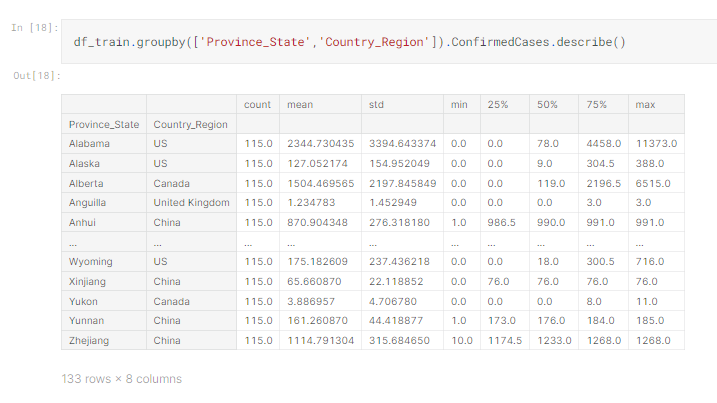 In [18]:
df_train.groupby(['Province_State','Country_Region']).ConfirmedCases.describe()
Out[18]:
count mean std min 25% 50% 75% max
Province_State Country_Region
Alabama US 115.0 2344.730435 3394.643374 0.0 0.0 78.0 4458.0 11373.0
Alaska US 115.0 127.052174 154.952049 0.0 0.0 9.0 304.5 388.0
Alberta Canada 115.0 1504.469565 2197.845849 0.0 0.0 119.0 2196.5 6515.0
Anguilla United Kingdom 115.0 1.234783 1.452949 0.0 0.0 0.0 3.0 3.0
Anhui China 115.0 870.904348 276.318180 1.0 986.5 990.0 991.0 991.0
... ... ... ... ... ... ... ... ... ...
Wyoming US 115.0 175.182609 237.436218 0.0 0.0 18.0 300.5 716.0
Xinjiang China 115.0 65.660870 22.118852 0.0 76.0 76.0 76.0 76.0
Yukon Canada 115.0 3.886957 4.706780 0.0 0.0 0.0 8.0 11.0
Yunnan China 115.0 161.260870 44.418877 1.0 173.0 176.0 184.0 185.0
Zhejiang China 115.0 1114.791304 315.684650 10.0 1174.5 1233.0 1268.0 1268.0
133 rows × 8 columns